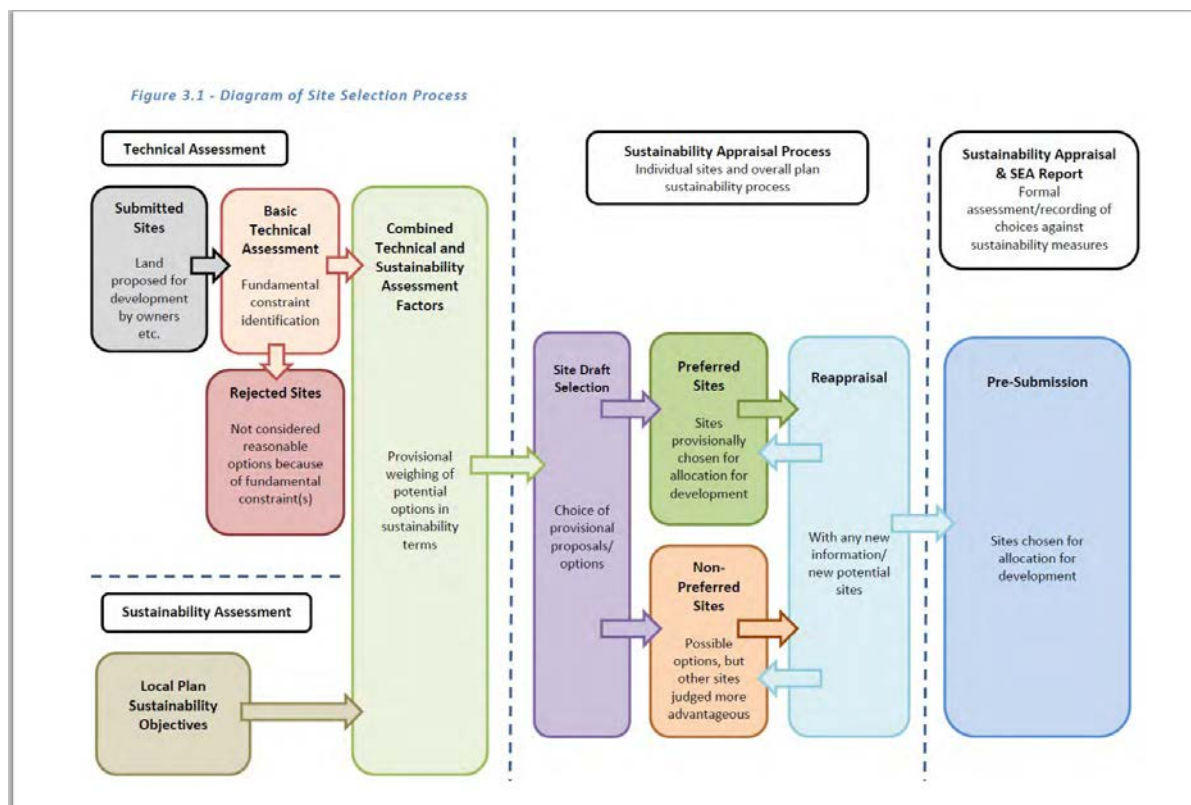 Figure 3.1 - Diagram of Site Selection Process
Technical Assessment
Submitted
Sites
Land
proposed for
development
by owners
etc.
Basic
Technical
Assessment
Fundamental
constraint
identification
Rejected Sites
Not considered
reasonable
options because
of fundamental
constraint(s)
Sustainability Assessment
Local Plan
Sustainability
Objectives
Combined
Technical and
Sustainability
Assessment
Factors
Provisional
weighing of
potential
options in
sustainability
terms
Sustainability Appraisal Process
Individual sites and overall plan
sustainability process
Site Draft
Selection
Choice of
provisional
proposals/
options
Preferred
Sites
Sites
provisionally
chosen for
allocation for
development
Non-
Preferred
Sites
Possible
options, but
other sites
judged more
advantageous
Reappraisal
With any new
information/
new potential
sites
Sustainability Appraisal
& SEA Report
Formal
assessment/recording of
choices against
sustainability measures
Pre-Submission
Sites chosen for
allocation for
development